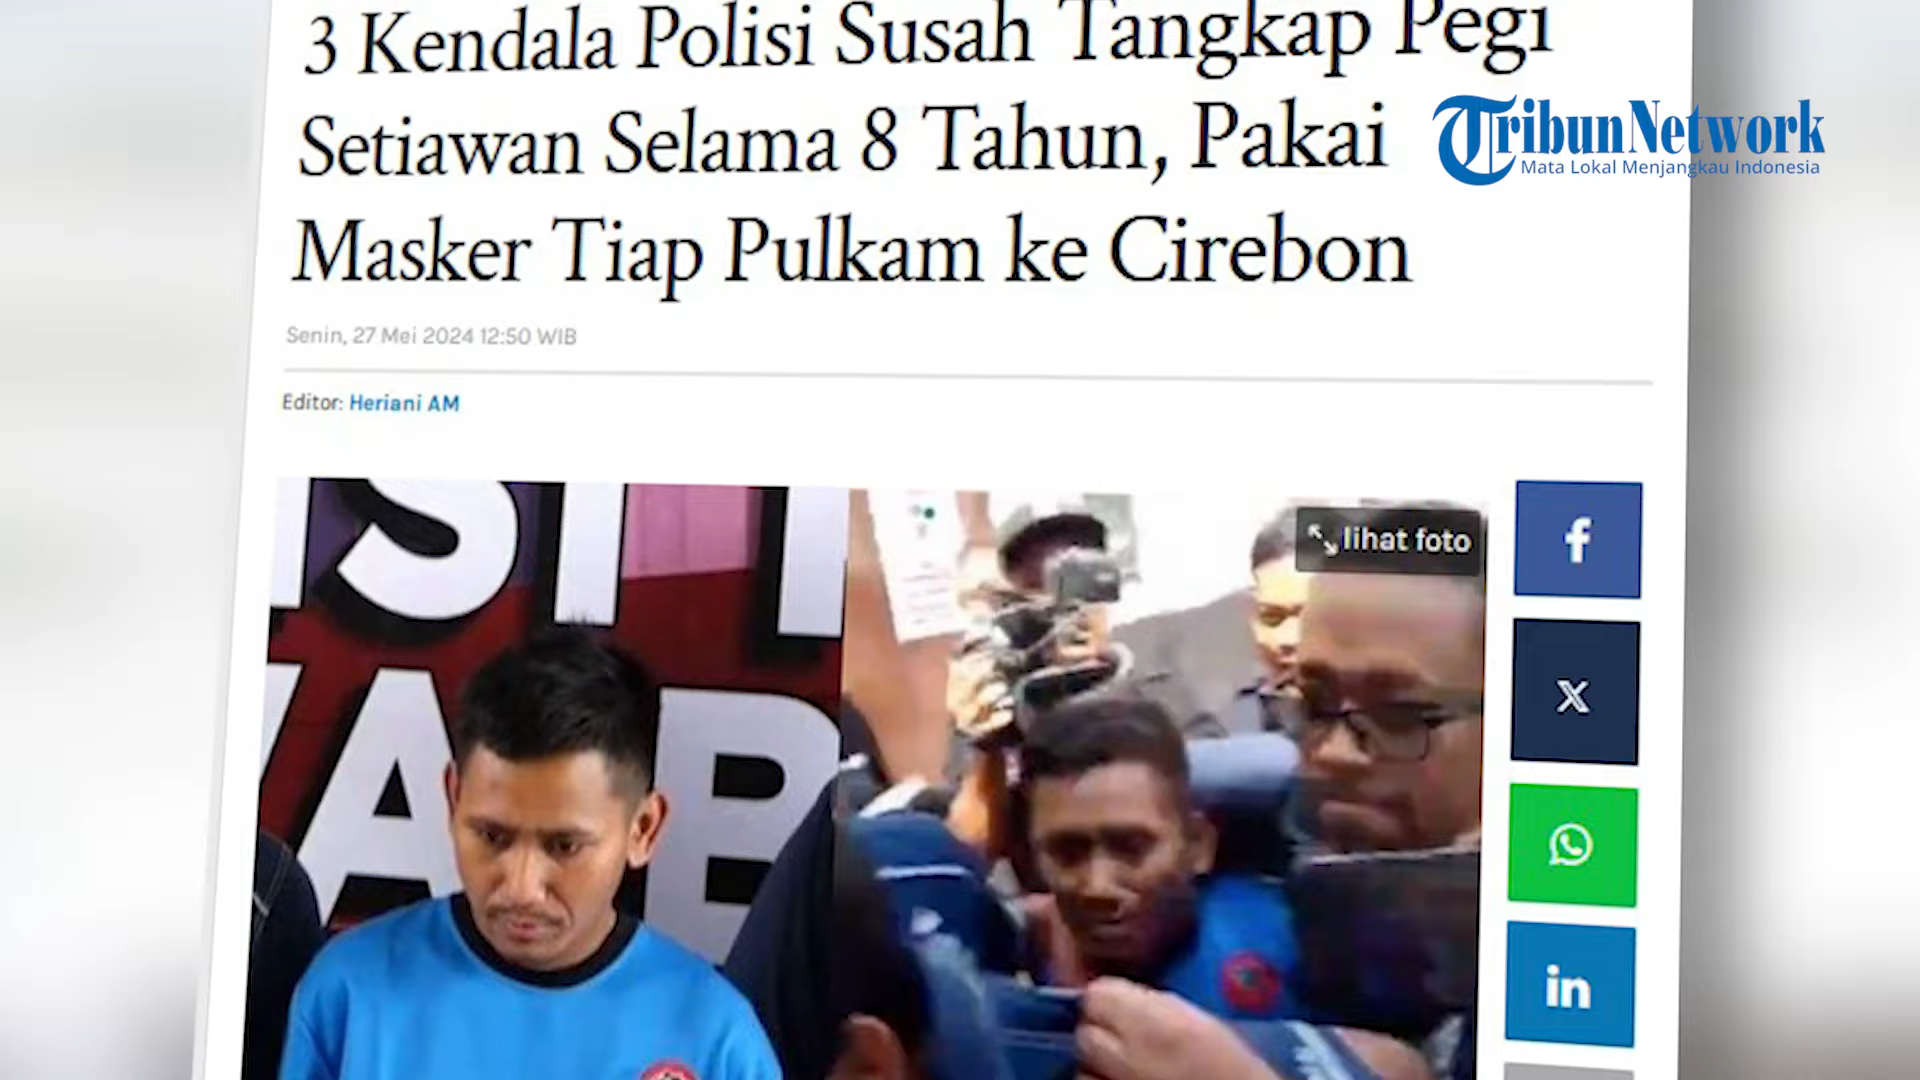 3 Kendala Polisi Susah Tangkap Pegi
Setiawan Selama 8 Tahun, Pakai
Masker Tiap Pulkam ke Cirebon
TribunNetwork
Mata Lokal Menjangkau Indonesia
Senin, 27 Mei 2024 12:50 WIB
Editor: Heriani AM
lihat foto
f
X
in